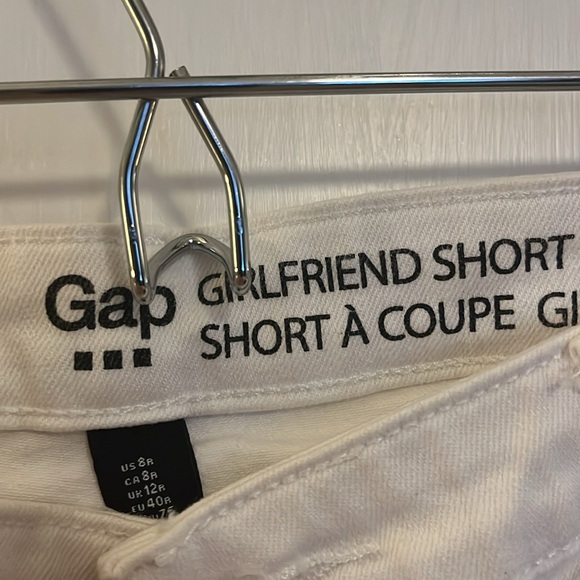 Gap
GIRLFRIEND SHORT
SHORT À COUPE GI
US 8R
CA 8R
UK 12R
EU 40R